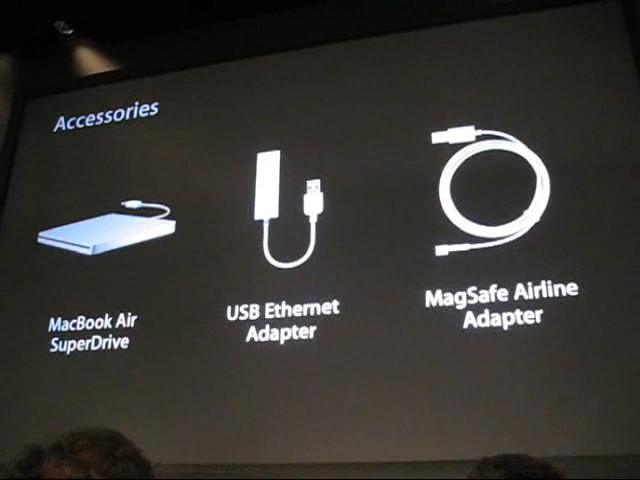 Accessories
MacBook Air
SuperDrive
USB Ethernet
Adapter
MagSafe Airline
Adapter